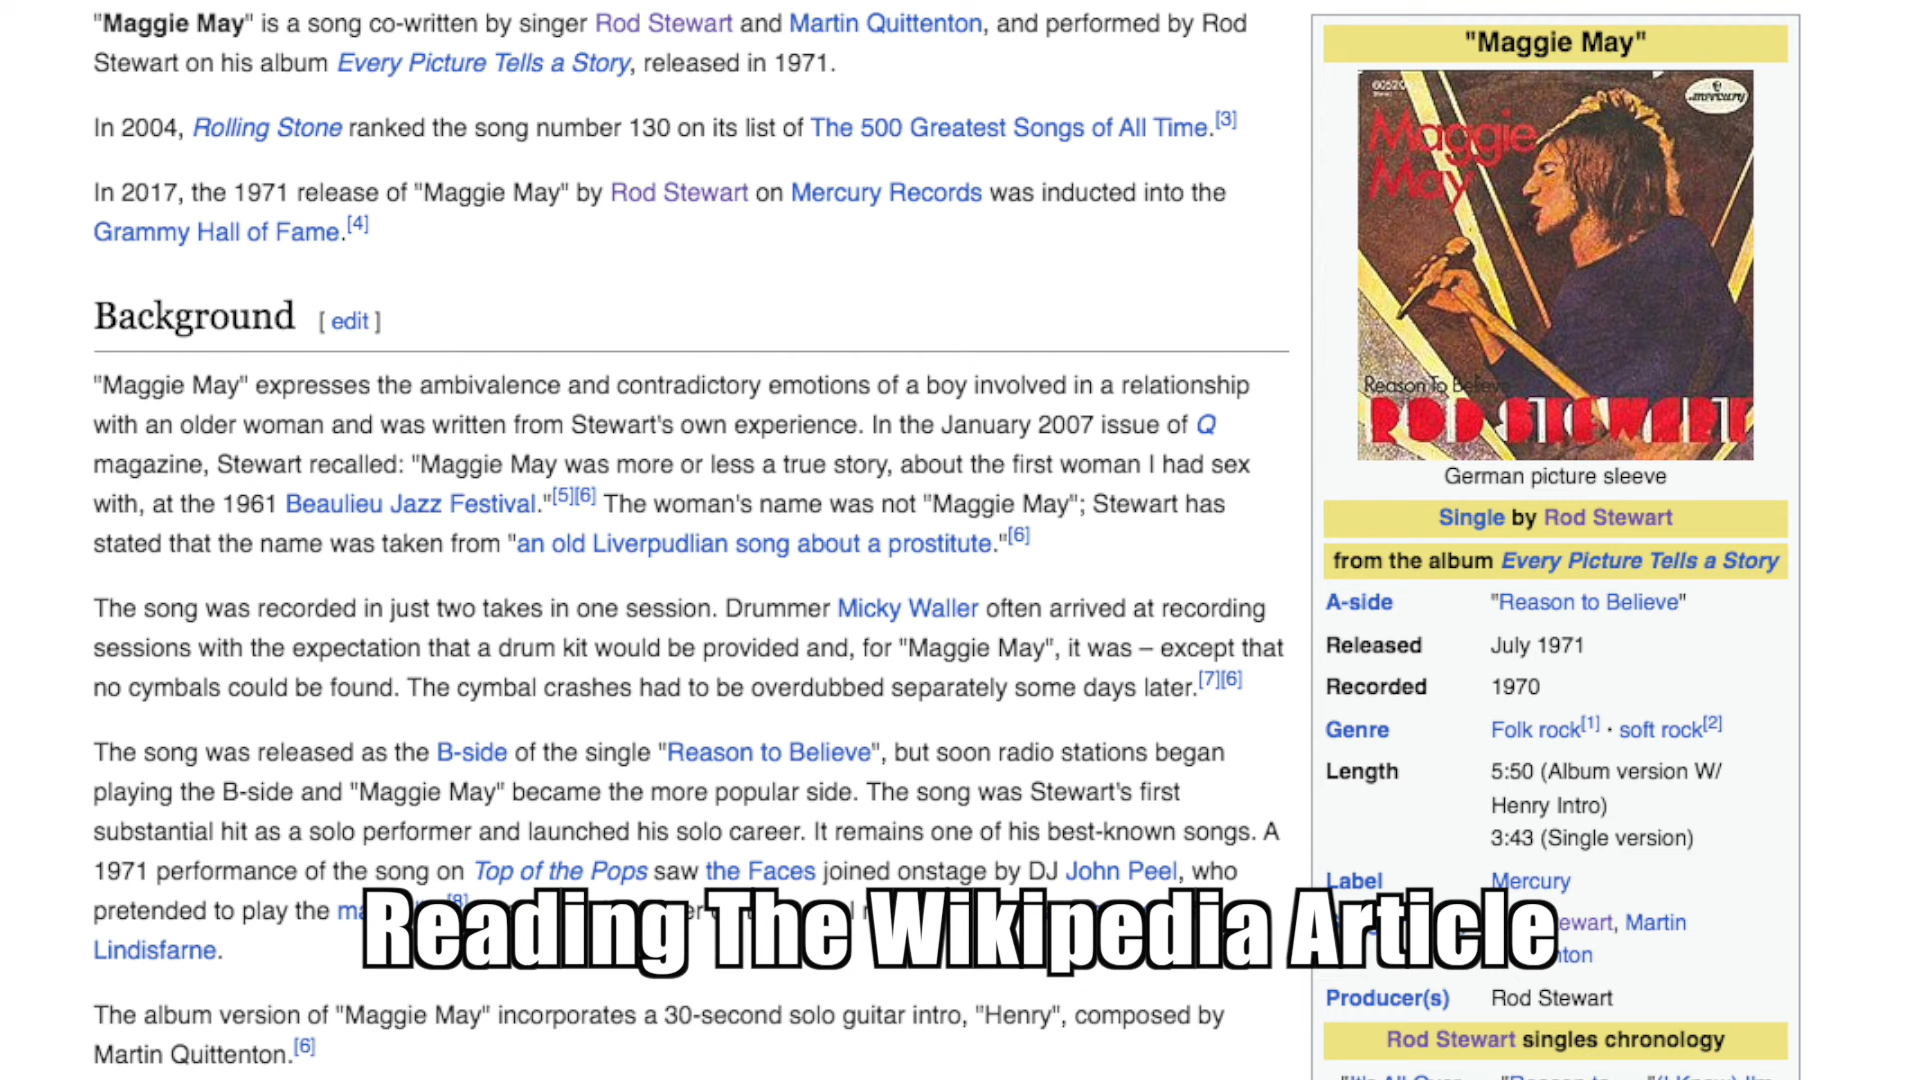 "Maggie May" is a song co-written by singer Rod Stewart and Martin Quittenton, and performed by Rod
Stewart on his album Every Picture Tells a Story, released in 1971.
In 2004, Rolling Stone ranked the song number 130 on its list of The 500 Greatest Songs of All Time.[3]
In 2017, the 1971 release of "Maggie May" by Rod Stewart on Mercury Records was inducted into the
Grammy Hall of Fame.[4]
Background [ edit ]
"Maggie May" expresses the ambivalence and contradictory emotions of a boy involved in a relationship
with an older woman and was written from Stewart's own experience. In the January 2007 issue of Q
magazine, Stewart recalled: "Maggie May was more or less a true story, about the first woman I had sex
with, at the 1961 Beaulieu Jazz Festival."[5][6] The woman's name was not "Maggie May"; Stewart has
stated that the name was taken from "an old Liverpudlian song about a prostitute."[6]
The song was recorded in just two takes in one session. Drummer Micky Waller often arrived at recording
sessions with the expectation that a drum kit would be provided and, for "Maggie May", it was – except that
no cymbals could be found. The cymbal crashes had to be overdubbed separately some days later.[7][6]
The song was released as the B-side of the single "Reason to Believe", but soon radio stations began
playing the B-side and "Maggie May" became the more popular side. The song was Stewart's first
substantial hit as a solo performer and launched his solo career. It remains one of his best-known songs. A
1971 performance of the song on Top of the Pops saw the Faces joined onstage by DJ John Peel, who
pretended to play the
Lindisfarne.
The album version of "Maggie May" incorporates a 30-second solo guitar intro, "Henry", composed by
Martin Quittenton.[6]
Reading The Wikipedia Article
"Maggie May"
60520
mercury
Maggie
May
Reason To Believe
ROD STEWART
German picture sleeve
Single by Rod Stewart
from the album Every Picture Tells a Story
A-side "Reason to Believe"
Released July 1971
Recorded 1970
Genre Folk rock[1] · soft rock[2]
Length 5:50 (Album version W/
Henry Intro)
3:43 (Single version)
Label Mercury
Martin
Producer(s) Rod Stewart
Rod Stewart singles chronology